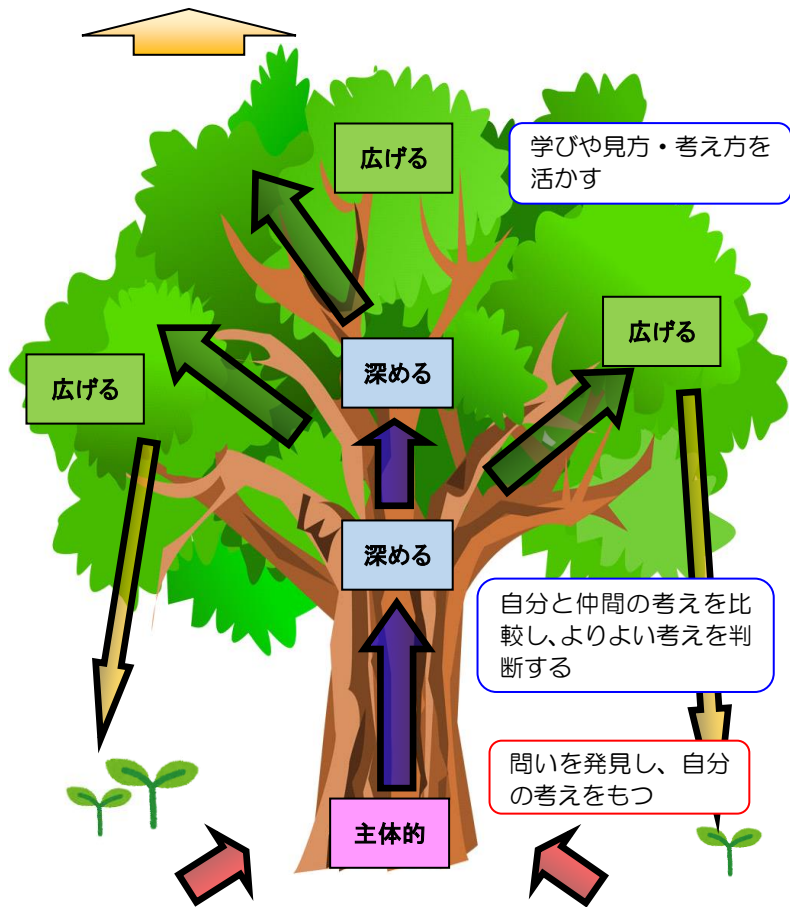 広げる
学びや見方・考え方を
活かす
広げる
深める
広げる
深める
自分と仲間の考えを比
較し、よりよい考えを判
断する
問いを発見し、自分
の考えをもつ
主体的